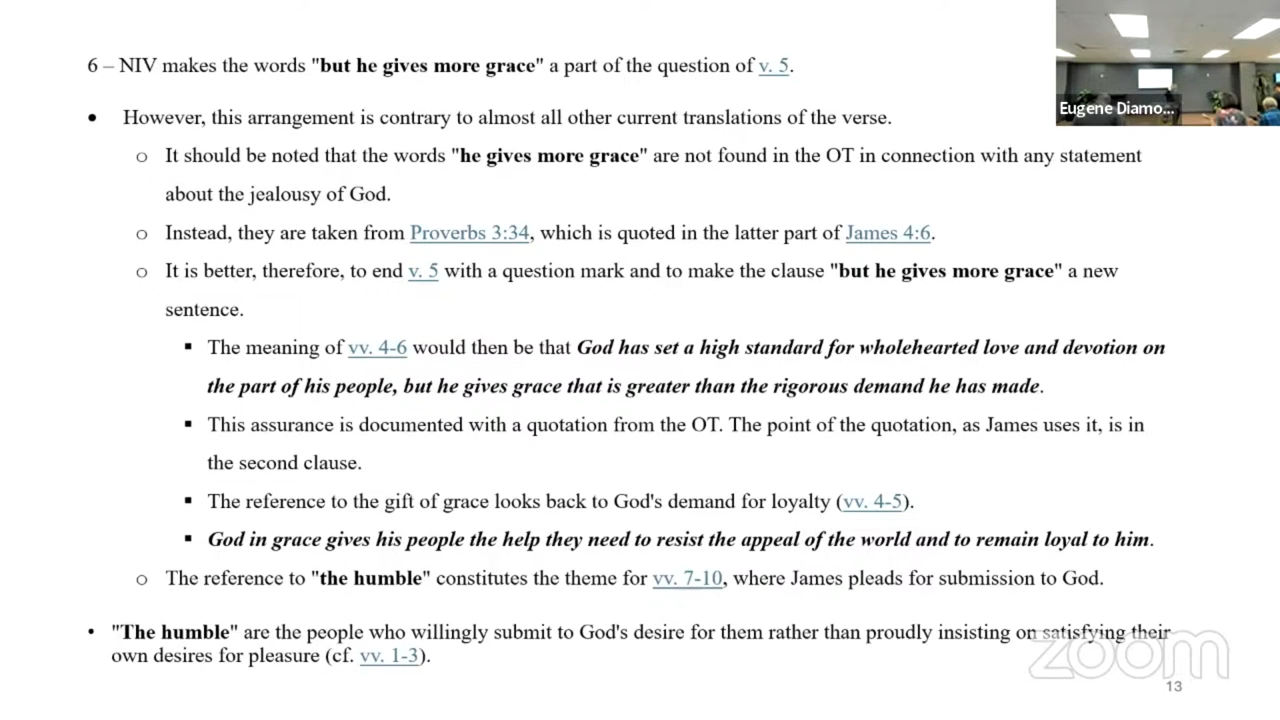 6 – NIV makes the words "but he gives more grace" a part of the question of v. 5.
Eugene Diamo...
• However, this arrangement is contrary to almost all other current translations of the verse.
o It should be noted that the words "he gives more grace" are not found in the OT in connection with any statement
about the jealousy of God.
o Instead, they are taken from Proverbs 3:34, which is quoted in the latter part of James 4:6.
o It is better, therefore, to end v. 5 with a question mark and to make the clause "but he gives more grace" a new
sentence.
▪ The meaning of vv. 4-6 would then be that God has set a high standard for wholehearted love and devotion on
the part of his people, but he gives grace that is greater than the rigorous demand he has made.
▪ This assurance is documented with a quotation from the OT. The point of the quotation, as James uses it, is in
the second clause.
▪ The reference to the gift of grace looks back to God's demand for loyalty (vv. 4-5).
▪ God in grace gives his people the help they need to resist the appeal of the world and to remain loyal to him.
o The reference to "the humble" constitutes the theme for vv. 7-10, where James pleads for submission to God.
• "The humble" are the people who willingly submit to God's desire for them rather than proudly insisting on satisfying their
own desires for pleasure (cf. vv. 1-3).
zoom
13